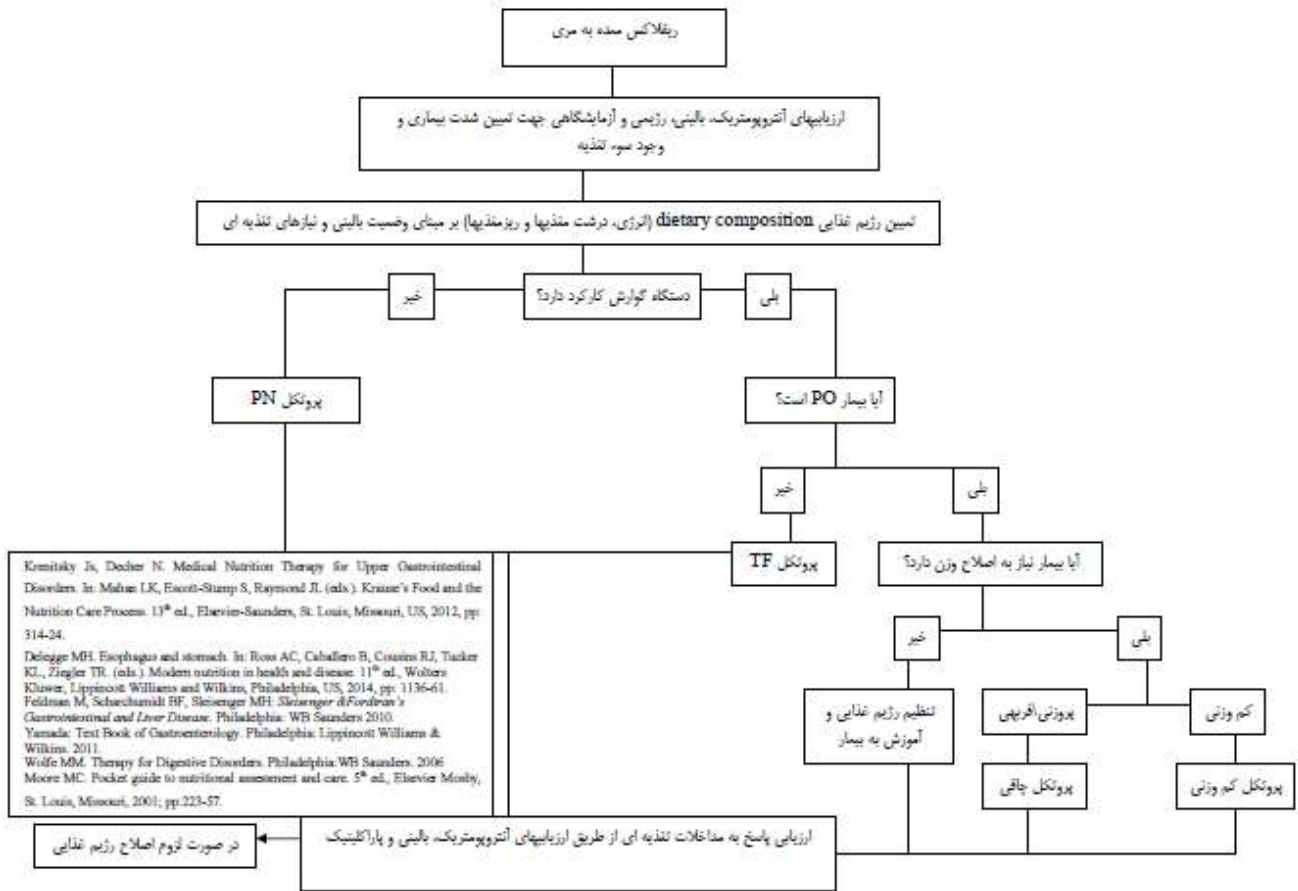 ریفلاکس معده به مری
ارزیابیهای آنتروپومتریک، بالینی، رژیمی و آزمایشگاهی جهت تعیین شدت بیماری و
وجود سوء تغذیه
تعیین رژیم غذایی dietary composition (انرژی، درشت مغذیها و ریزمغذیها) بر مبنای وضعیت بالینی و نیازهای تغذیه ای
دستگاه گوارش کارکرد دارد؟
بلی
خیر
پروتکل PN
آیا بیمار PO است؟
بلی
خیر
پروتکل TF
آیا بیمار نیاز به اصلاح وزن دارد؟
بلی
خیر
کم وزنی
پروزنی\فربهی
تنظیم رژیم غذایی و
آموزش به بیمار
پروتکل کم وزنی
پروتکل چاقی
Krenitsky Js, Decher N. Medical Nutrition Therapy for Upper Gastrointestinal
Disorders. In: Mahan LK, Escott-Stump S, Raymond JL (eds.). Krause's Food and the
Nutrition Care Process. 13th ed., Elsevier-Saunders, St. Louis, Missouri, US, 2012, pp:
314-24.
Delegge MH. Esophagus and stomach. In: Ross AC, Caballero B, Cousins RJ, Tucker
KL, Ziegler TR. (eds.). Modern nutrition in health and disease. 11th ed., Wolters
Kluwer, Lippincott Williams and Wilkins, Philadelphia, US, 2014, pp: 1136-61.
Feldman M, Scharchumidt BF, Sleisenger MH: Sleisenger &Fordtran's
Gastrointestinal and Liver Disease. Philadelphia: WB Saunders 2010.
Yamada: Text Book of Gastroenterology. Philadelphia: Lippincott Williams &
Wilkins. 2011.
Wolfe MM. Therapy for Digestive Disorders. Philadelphia:WB Saunders. 2006
Moore MC. Pocket guide to nutritional assessment and care. 5th ed., Elsevier Mosby,
St. Louis, Missouri, 2001; pp:223-57.
ارزیابی پاسخ به مداخلات تغذیه ای از طریق ارزیابیهای آنتروپومتریک، بالینی و پاراکلینیک
در صورت لزوم اصلاح رژیم غذایی